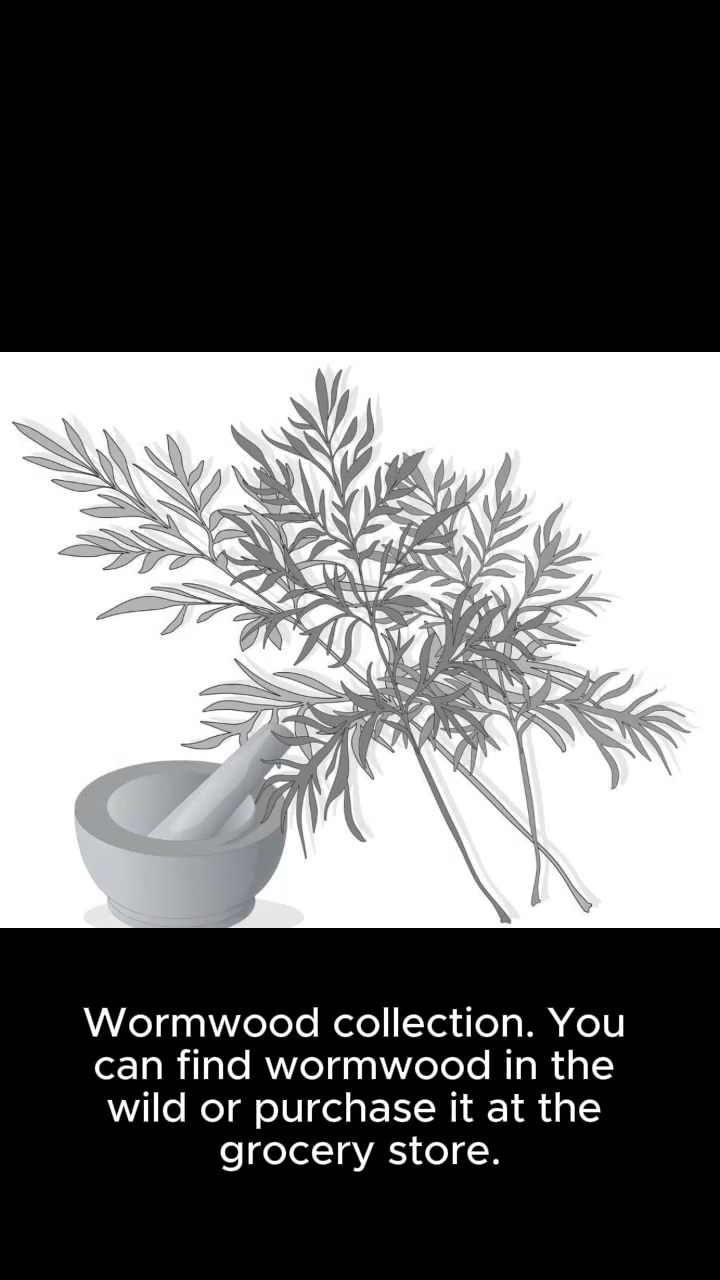 Wormwood collection. You
can find wormwood in the
wild or purchase it at the
grocery store.